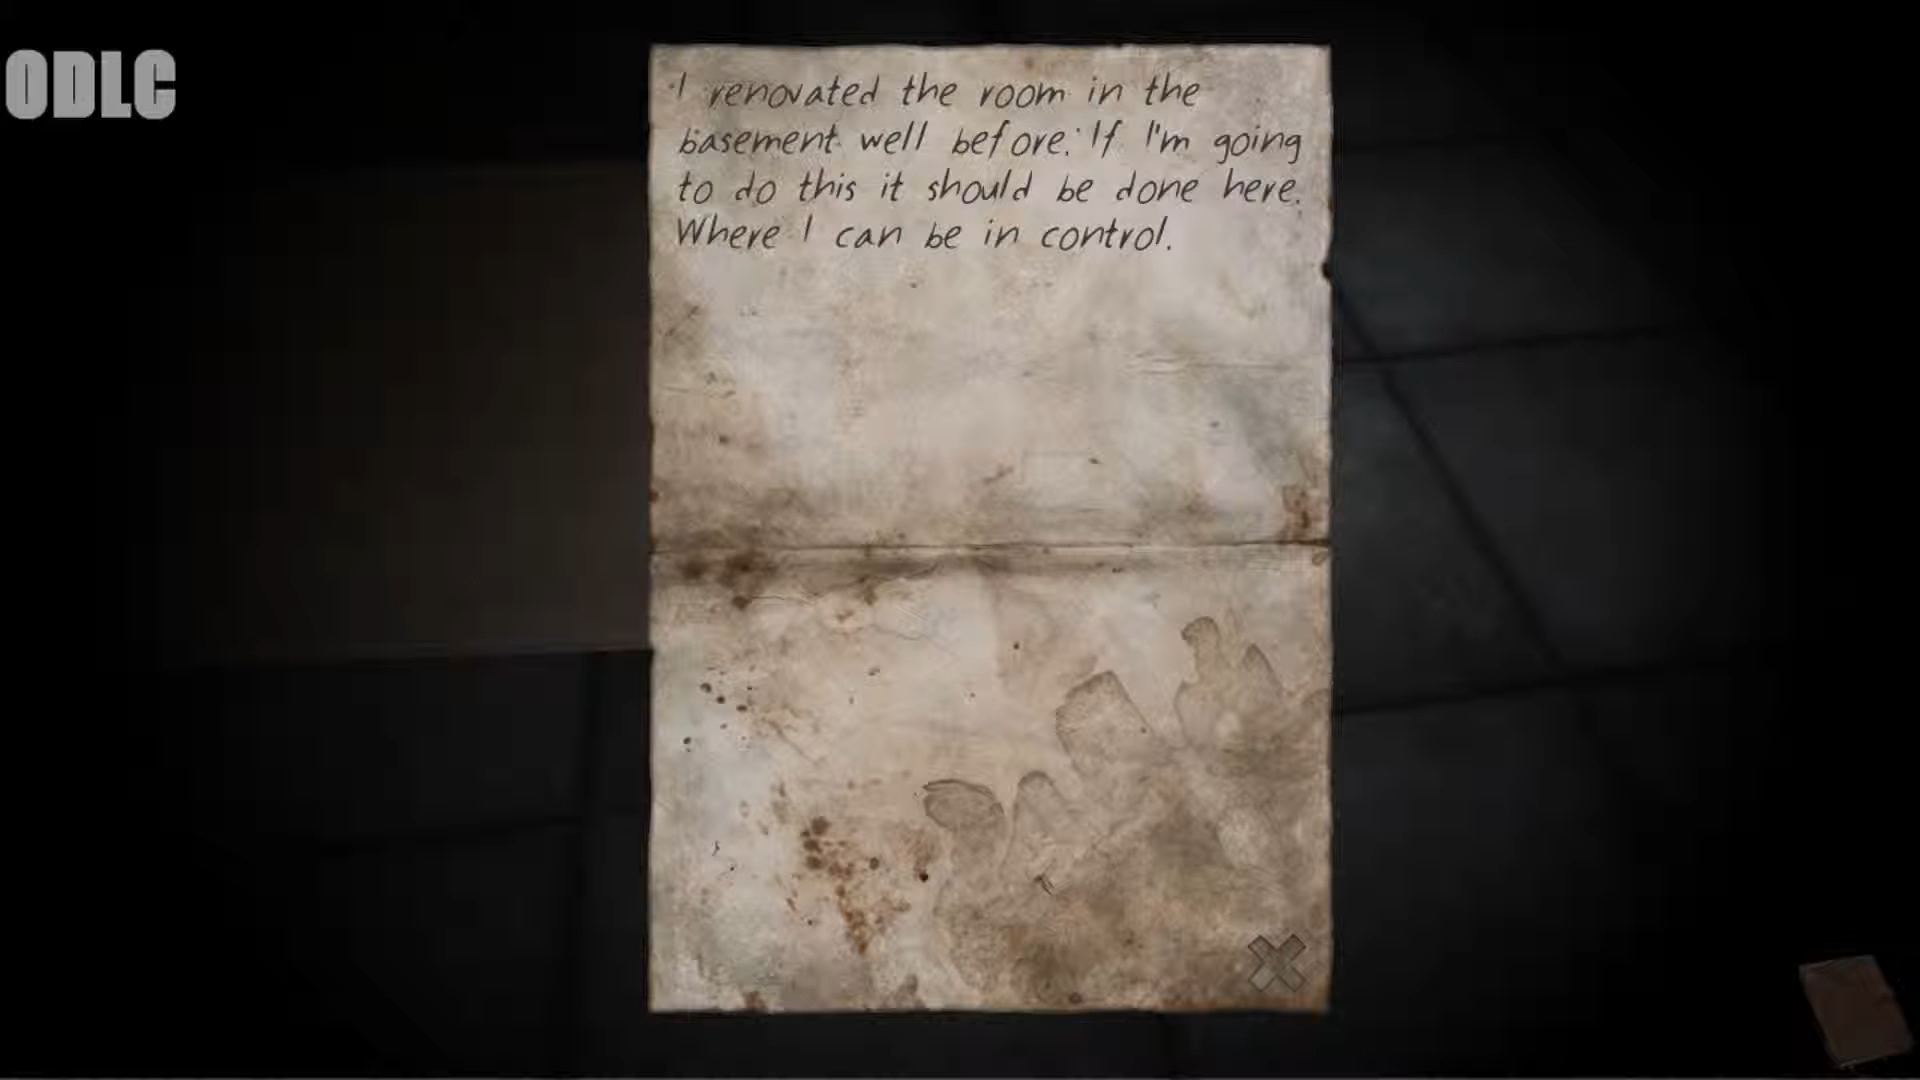 ODLC
I renovated the room in the
basement well before. If I'm going
to do this it should be done here.
Where I can be in control.